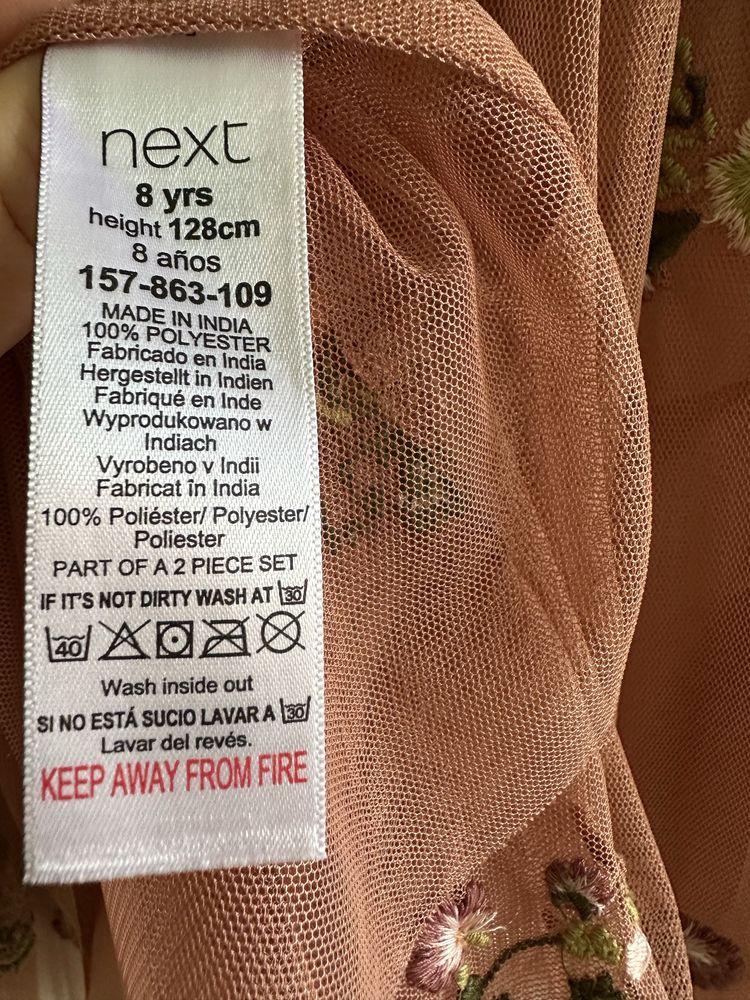 next
8 yrs
height 128cm
8 años
157-863-109
MADE IN INDIA
100% POLYESTER
Fabricado en India
Hergestellt in Indien
Fabriqué en Inde
Wyprodukowano w
Indiach
Vyrobeno v Indii
Fabricat în India
100% Poliéster/ Polyester/
Poliester
PART OF A 2 PIECE SET
IF IT'S NOT DIRTY WASH AT 30
40
Wash inside out
SI NO ESTÁ SUCIO LAVAR A 30
Lavar del revés.
KEEP AWAY FROM FIRE